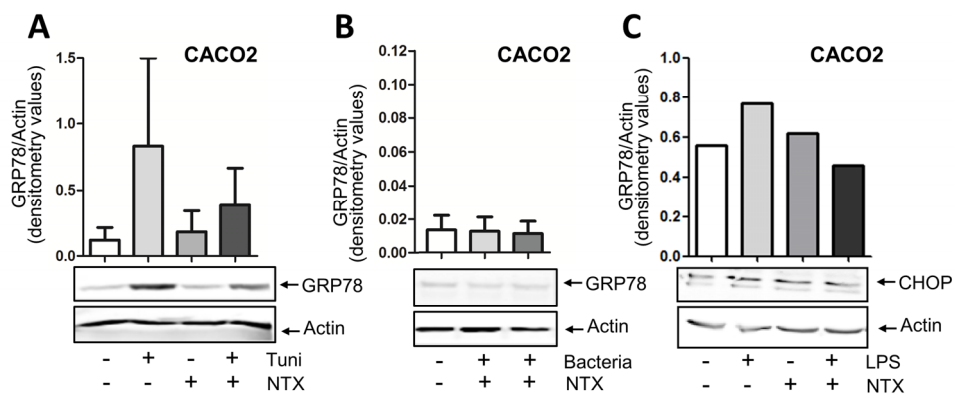 A
CACO2
GRP78/Actin
(densitometry values)
1.5
1.0
0.5
0.0
GRP78
Actin
- + - + Tuni
- - + + NTX
B
CACO2
GRP78/Actin
(densitometry values)
0.12
0.10
0.08
0.06
0.04
0.02
0.00
GRP78
Actin
- + + Bacteria
- + + NTX
C
CACO2
GRP78/Actin
(densitometry values)
1.0
0.8
0.6
0.4
0.2
0.0
CHOP
Actin
- + - + LPS
- - + + NTX